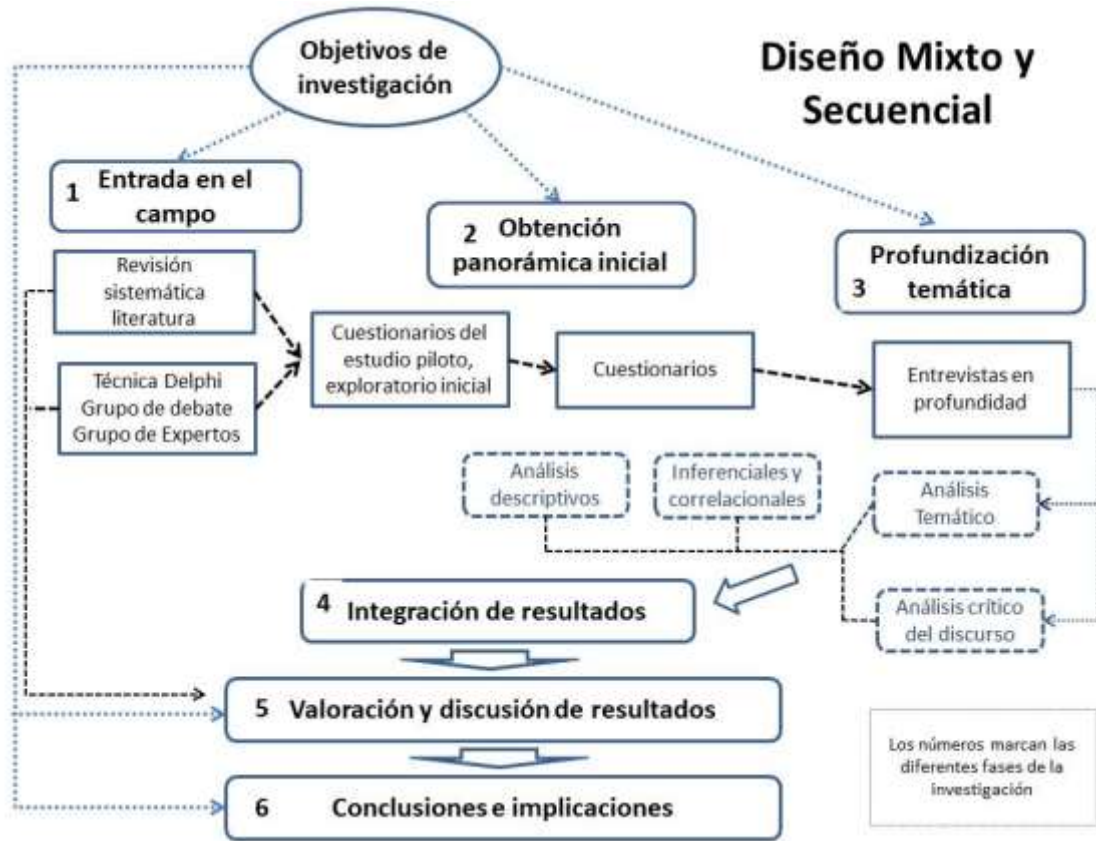 Objetivos de
investigación
Diseño Mixto y
Secuencial
1 Entrada en el
campo
2 Obtención
panorámica inicial
Profundización
3 temática
Revisión
sistemática
literatura
Técnica Delphi
Grupo de debate
Grupo de Expertos
Cuestionarios del
estudio piloto,
exploratorio inicial
Cuestionarios
Entrevistas en
profundidad
Análisis
descriptivos
Inferenciales y
correlacionales
Análisis
Temático
Análisis crítico
del discurso
4 Integración de resultados
5 Valoración y discusión de resultados
6 Conclusiones e implicaciones
Los números marcan las
diferentes fases de la
investigación